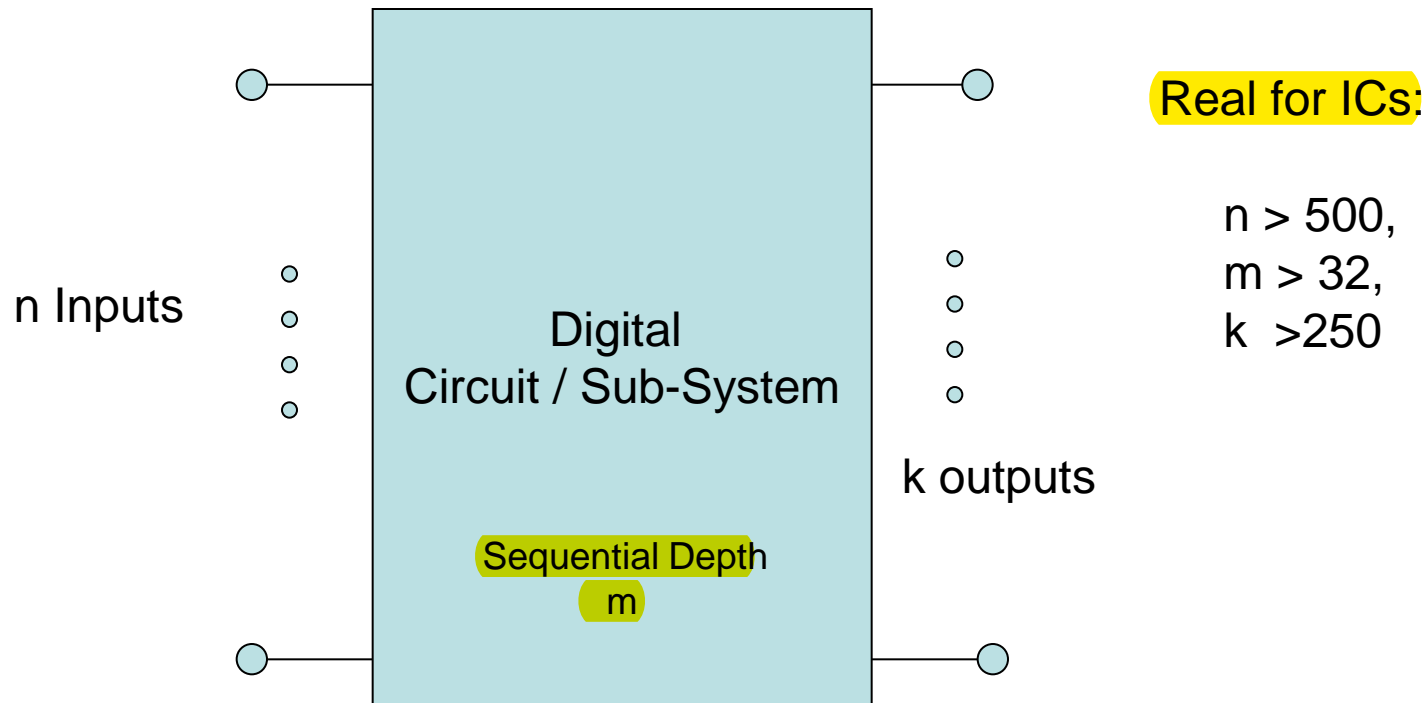 n Inputs
Digital
Circuit / Sub-System
Sequential Depth
m
k outputs
Real for ICs:
n > 500,
m > 32,
k >250